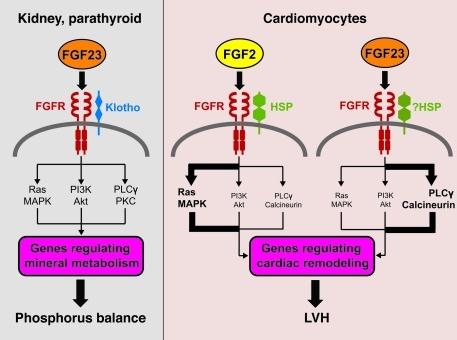 Kidney, parathyroid
FGF23
FGFR
Klotho
Ras
MAPK
PI3K
Akt
PLCγ
PKC
Genes regulating
mineral metabolism
Phosphorus balance
Cardiomyocytes
FGF2
FGFR
HSP
Ras
MAPK
PI3K
Akt
PLCγ
Calcineurin
FGF23
FGFR
?HSP
Ras
MAPK
PI3K
Akt
PLCγ
Calcineurin
Genes regulating
cardiac remodeling
LVH